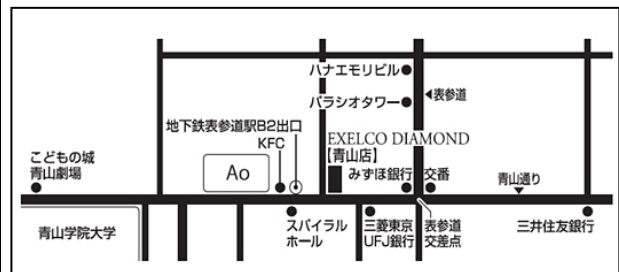 ハナエモリビル
パラシオタワー
表参道
地下鉄表参道駅B2出口
KFC
EXELCO DIAMOND
【青山店】
こどもの城
青山劇場
Ao
みずほ銀行
交番
青山通り
青山学院大学
スパイラル
ホール
三菱東京
UFJ銀行
表参道
交差点
三井住友銀行